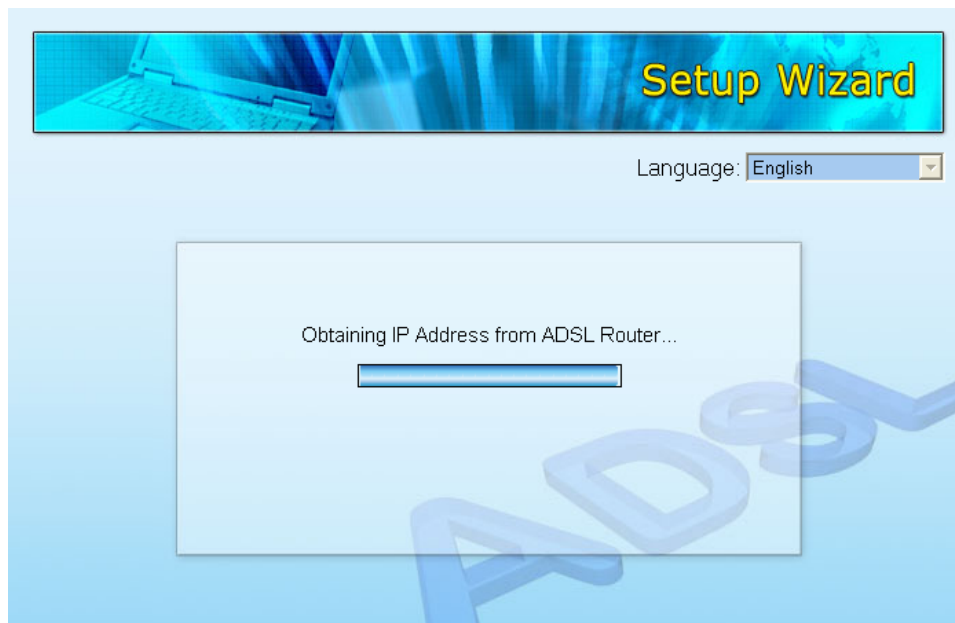 Setup Wizard
Language: English
Obtaining IP Address from ADSL Router...
ADSL